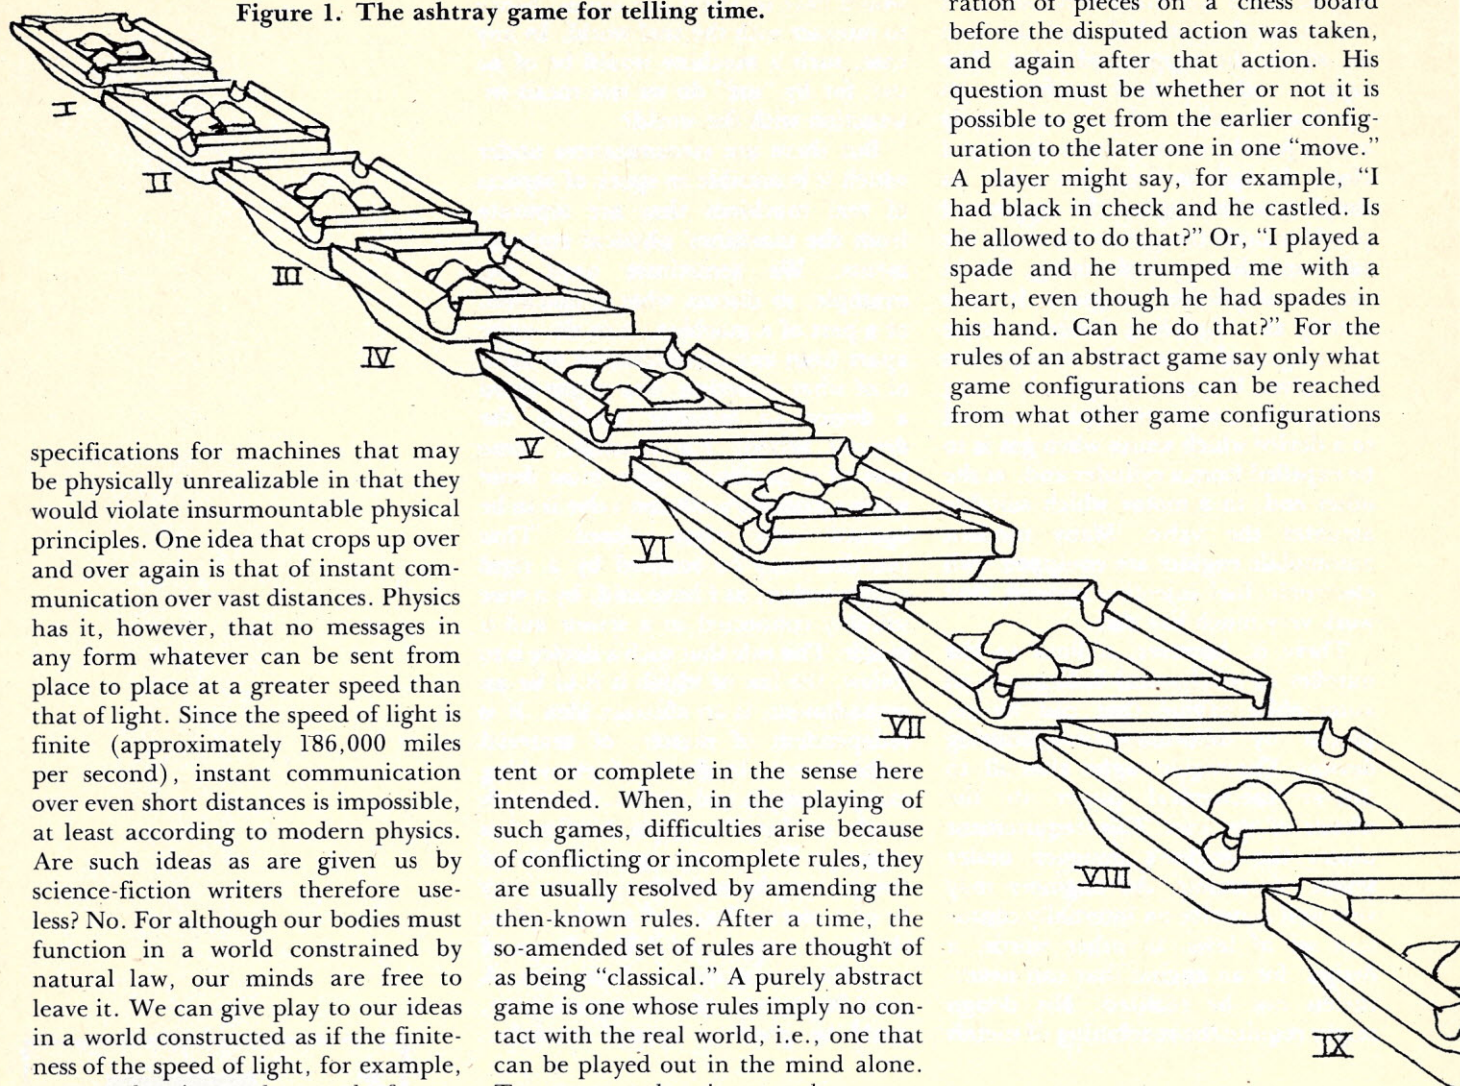 Figure 1. The ashtray game for telling time.
I
II
III
IV
V
VI
VII
VIII
IX
specifications for machines that may
be physically unrealizable in that they
would violate insurmountable physical
principles. One idea that crops up over
and over again is that of instant com-
munication over vast distances. Physics
has it, however, that no messages in
any form whatever can be sent from
place to place at a greater speed than
that of light. Since the speed of light is
finite (approximately 186,000 miles
per second), instant communication
over even short distances is impossible,
at least according to modern physics.
Are such ideas as are given us by
science-fiction writers therefore use-
less? No. For although our bodies must
function in a world constrained by
natural law, our minds are free to
leave it. We can give play to our ideas
in a world constructed as if the finite-
ness of the speed of light, for example,
tent or complete in the sense here
intended. When, in the playing of
such games, difficulties arise because
of conflicting or incomplete rules, they
are usually resolved by amending the
then-known rules. After a time, the
so-amended set of rules are thought of
as being “classical.” A purely abstract
game is one whose rules imply no con-
tact with the real world, i.e., one that
can be played out in the mind alone.
ration of pieces on a chess board
before the disputed action was taken,
and again after that action. His
question must be whether or not it is
possible to get from the earlier config-
uration to the later one in one “move.”
A player might say, for example, “I
had black in check and he castled. Is
he allowed to do that?” Or, “I played a
spade and he trumped me with a
heart, even though he had spades in
his hand. Can he do that?” For the
rules of an abstract game say only what
game configurations can be reached
from what other game configurations